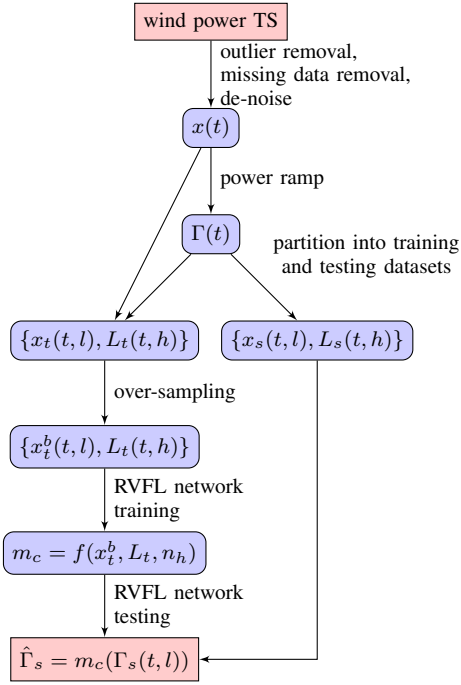 wind power TS
outlier removal,
missing data removal,
de-noise
x(t)
power ramp
Γ(t)
partition into training
and testing datasets
{x_t(t, l), L_t(t, h)}
{x_s(t, l), L_s(t, h)}
over-sampling
{x_t^b(t, l), L_t(t, h)}
RVFL network
training
m_c = f(x_t^b, L_t, n_h)
RVFL network
testing
Γ̂_s = m_c(Γ_s(t, l))